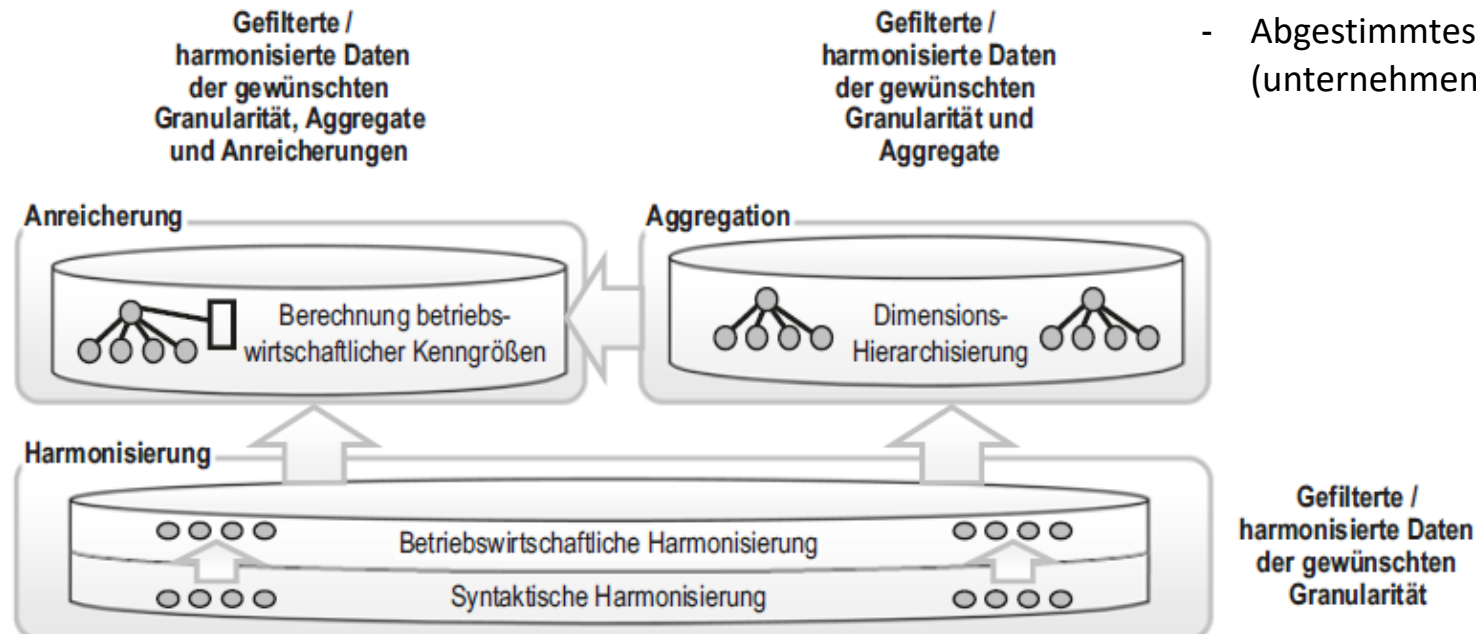 Gefilterte /
harmonisierte Daten
der gewünschten
Granularität, Aggregate
und Anreicherungen
Gefilterte /
harmonisierte Daten
der gewünschten
Granularität und
Aggregate
- Abgestimmtes
(unternehmen
Anreicherung
Berechnung betriebs-
wirtschaftlicher Kenngrößen
Aggregation
Dimensions-
Hierarchisierung
Harmonisierung
Betriebswirtschaftliche Harmonisierung
Syntaktische Harmonisierung
Gefilterte /
harmonisierte Daten
der gewünschten
Granularität